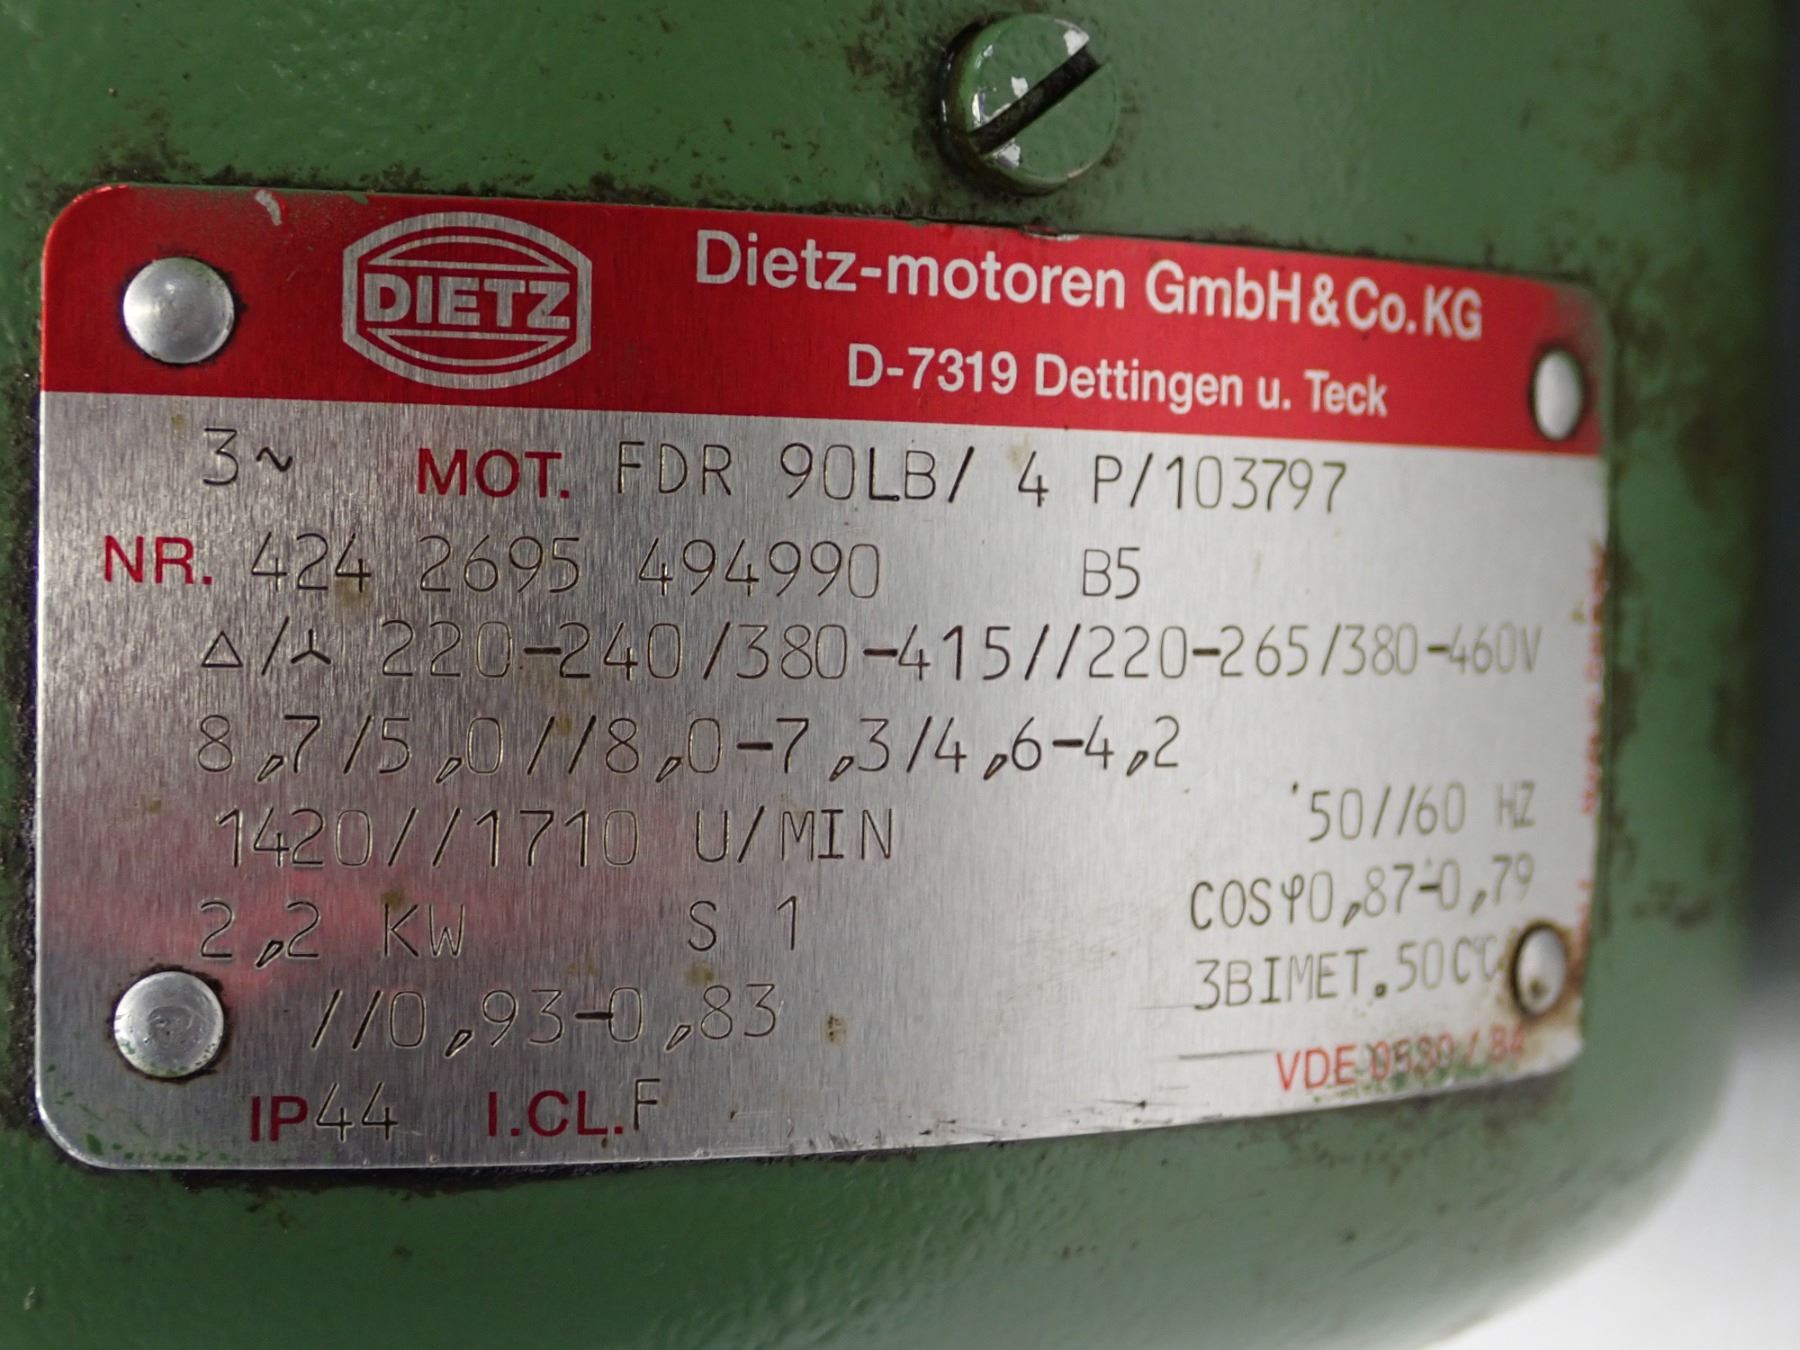 DIETZ
Dietz-motoren GmbH & Co. KG
D-7319 Dettingen u. Teck
3~ MOT. FDR 90LB/ 4 P/103797
NR. 424 2695 494990 B5
△/⅄ 220-240/380-415//220-265/380-460V
8,7/5,0//8,0-7,3/4,6-4,2
1420//1710 U/MIN 50//60 HZ
2,2 KW S 1 COSφ0,87-0,79
//0,93-0,83 3BIMET.50C°C
IP44 I.CL.F VDE 0530/84